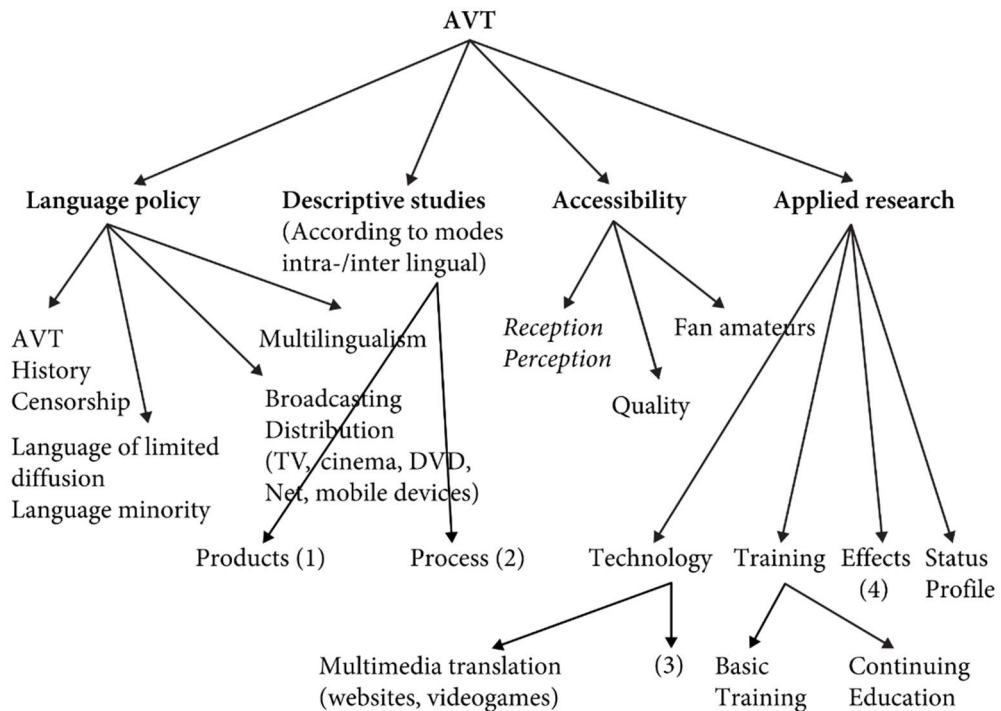 AVT
Language policy
Descriptive studies
(According to modes
intra-/inter lingual)
Accessibility
Applied research
AVT
History
Censorship
Language of limited
diffusion
Language minority
Multilingualism
Broadcasting
Distribution
(TV, cinema, DVD,
Net, mobile devices)
Reception
Perception
Fan amateurs
Quality
Products (1)
Process (2)
Technology
Training
Effects
(4)
Status
Profile
Multimedia translation
(websites, videogames)
(3)
Basic
Training
Continuing
Education